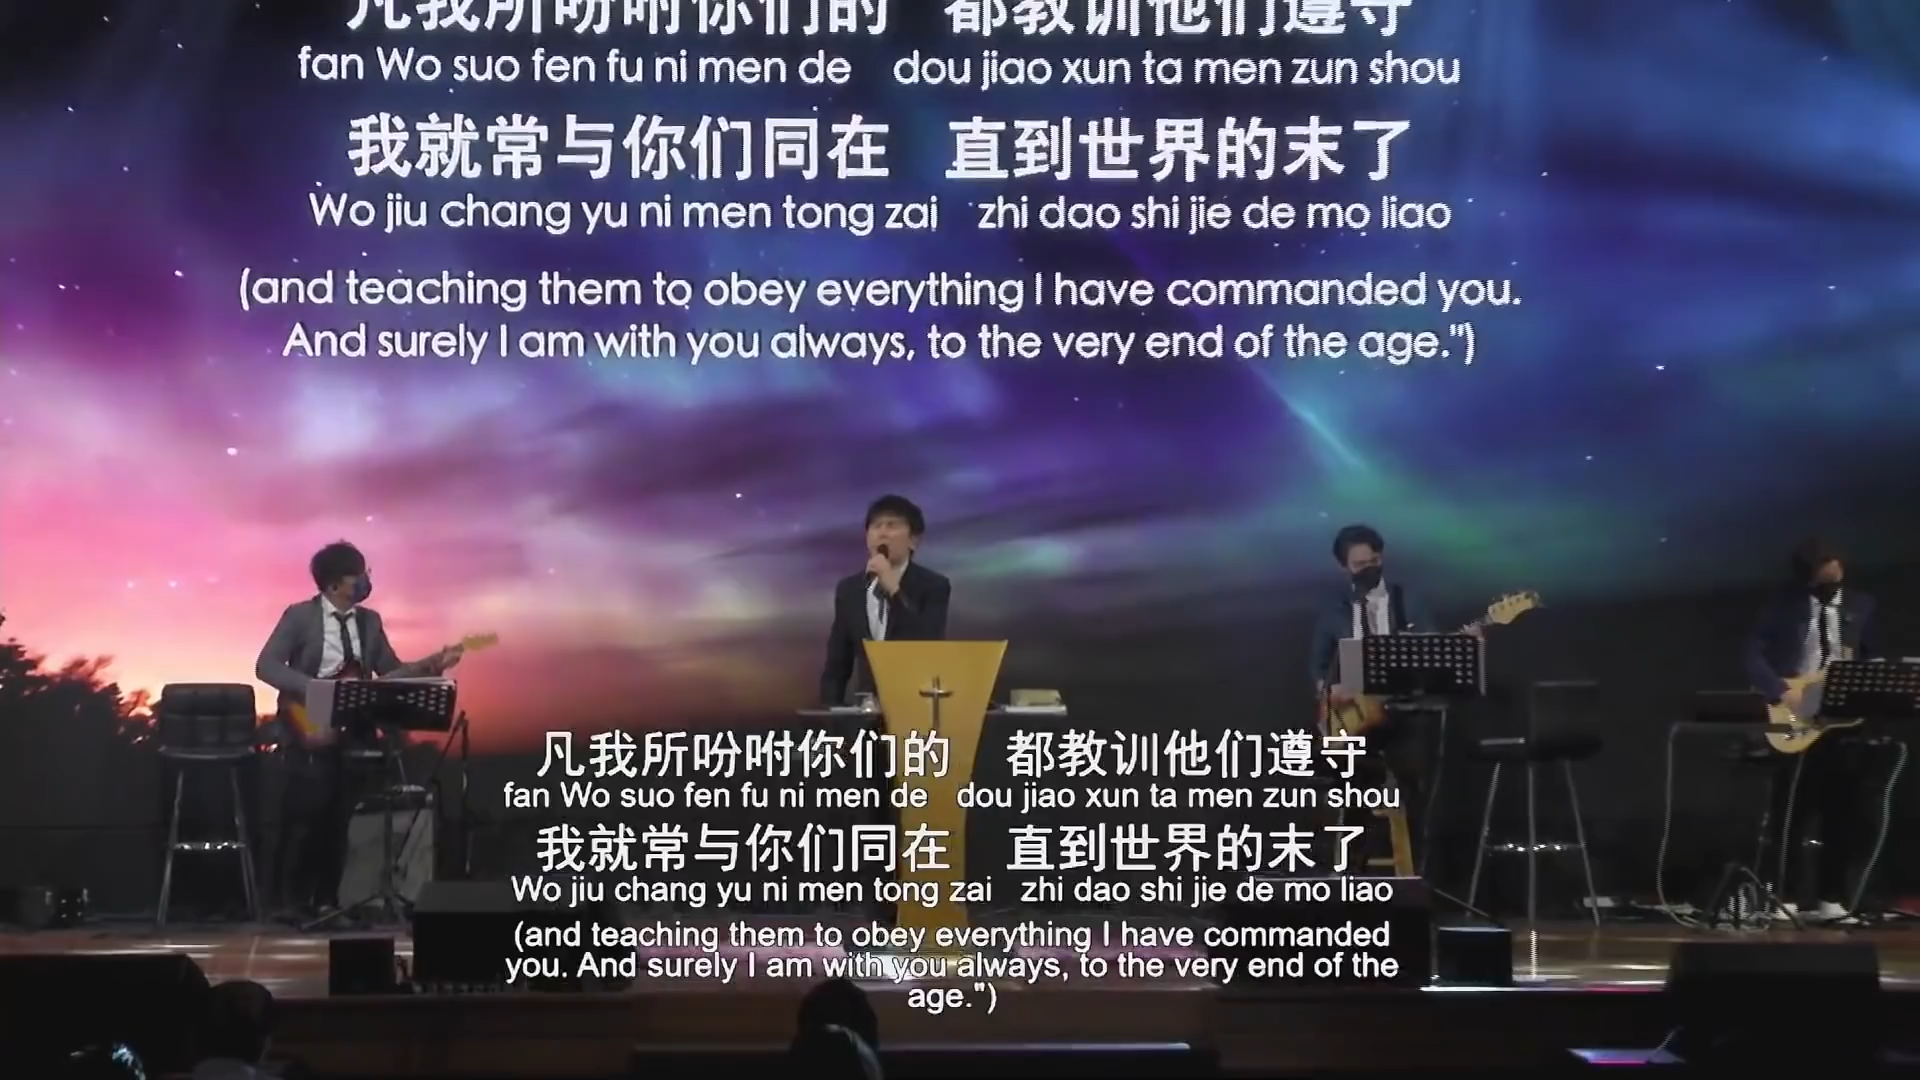 凡我所吩咐你们的 都教训他们遵守
fan Wo suo fen fu ni men de dou jiao xun ta men zun shou
我就常与你们同在 直到世界的末了
Wo jiu chang yu ni men tong zai zhi dao shi jie de mo liao
(and teaching them to obey everything I have commanded you.
And surely I am with you always, to the very end of the age.")
凡我所吩咐你们的 都教训他们遵守
fan Wo suo fen fu ni men de dou jiao xun ta men zun shou
我就常与你们同在 直到世界的末了
Wo jiu chang yu ni men tong zai zhi dao shi jie de mo liao
(and teaching them to obey everything I have commanded
you. And surely I am with you always, to the very end of the
age.")